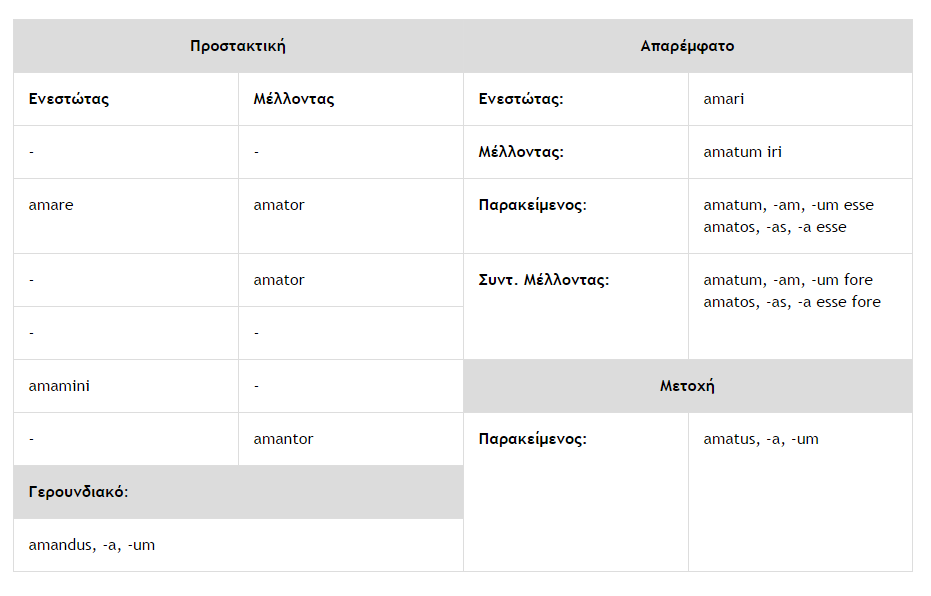 Προστακτική Απαρέμφατο
Ενεστώτας Μέλλοντας Ενεστώτας: amari
- - Μέλλοντας: amatum iri
amare amator Παρακείμενος: amatum, -am, -um esse
amatos, -as, -a esse
- amator Συντ. Μέλλοντας: amatum, -am, -um fore
amatos, -as, -a esse fore
- -
amamini - Μετοχή
- amantor Παρακείμενος: amatus, -a, -um
Γερουνδιακό:
amandus, -a, -um